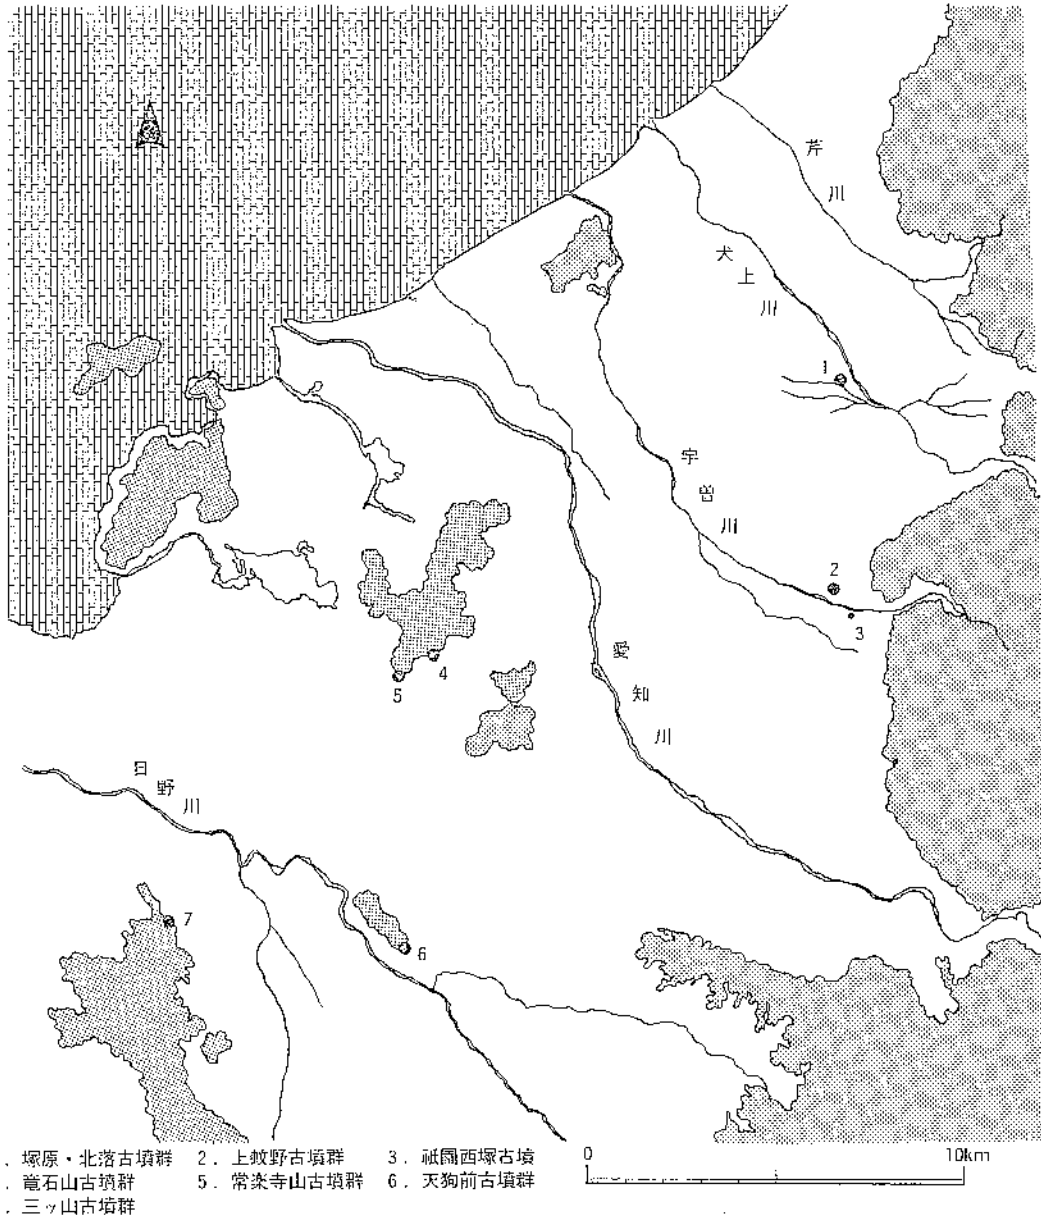 芹川
犬上川
1
宇曽川
2
3
愛知川
4
5
日野川
7
6
. 塚原・北落古墳群 2. 上蚊野古墳群 3. 祇園西塚古墳
. 竜石山古墳群 5. 常楽寺山古墳群 6. 天狗前古墳群
. 三ッ山古墳群
0 10km